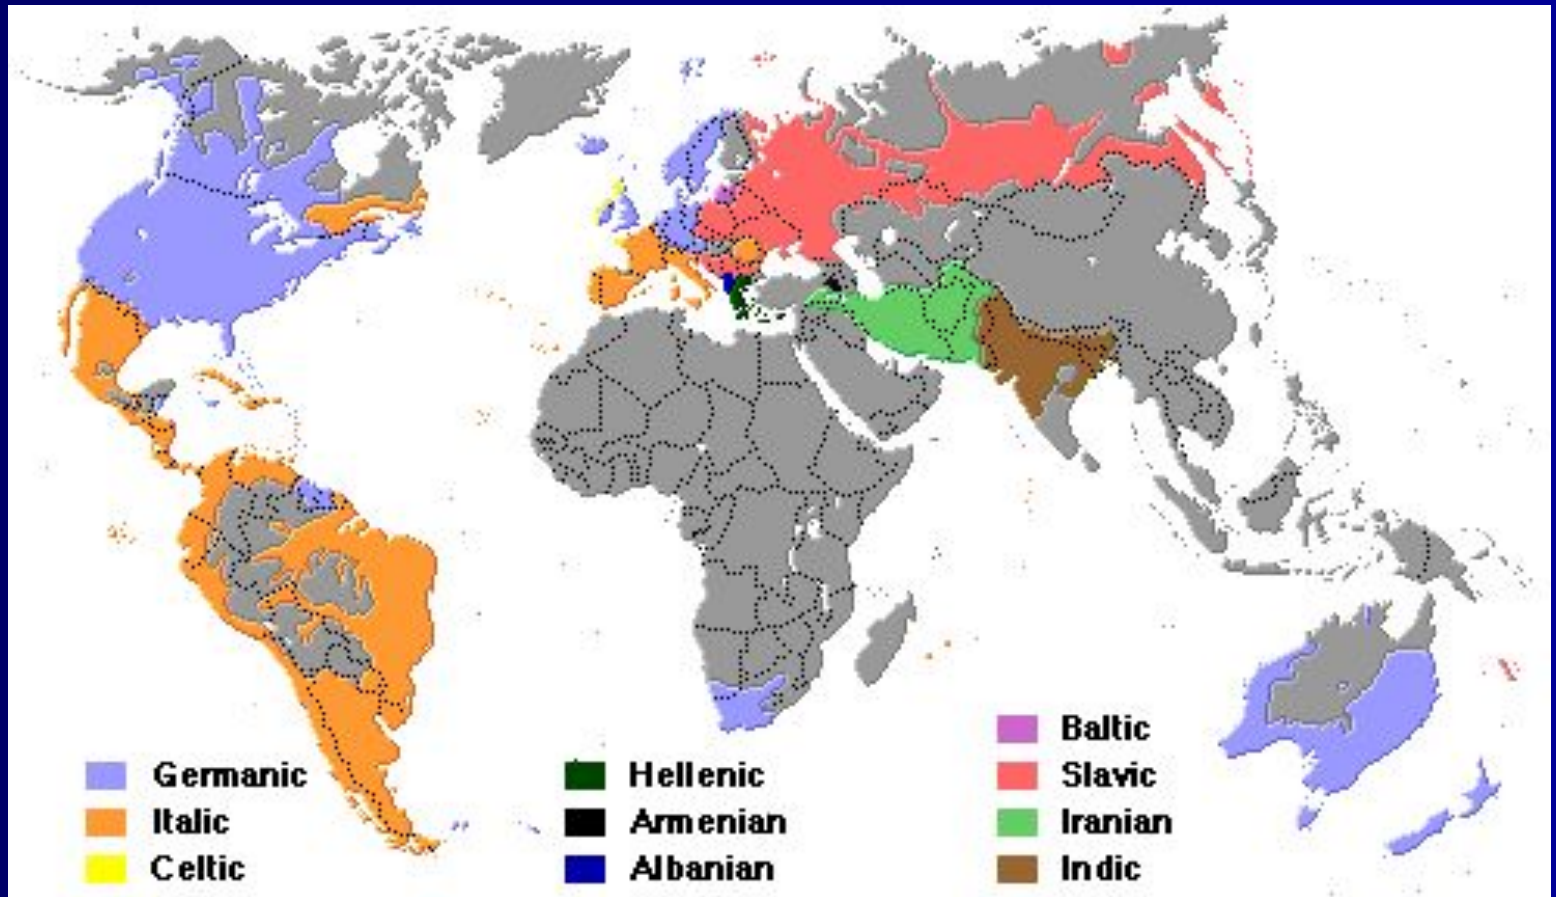 Germanic
Italic
Celtic
Hellenic
Armenian
Albanian
Baltic
Slavic
Iranian
Indic